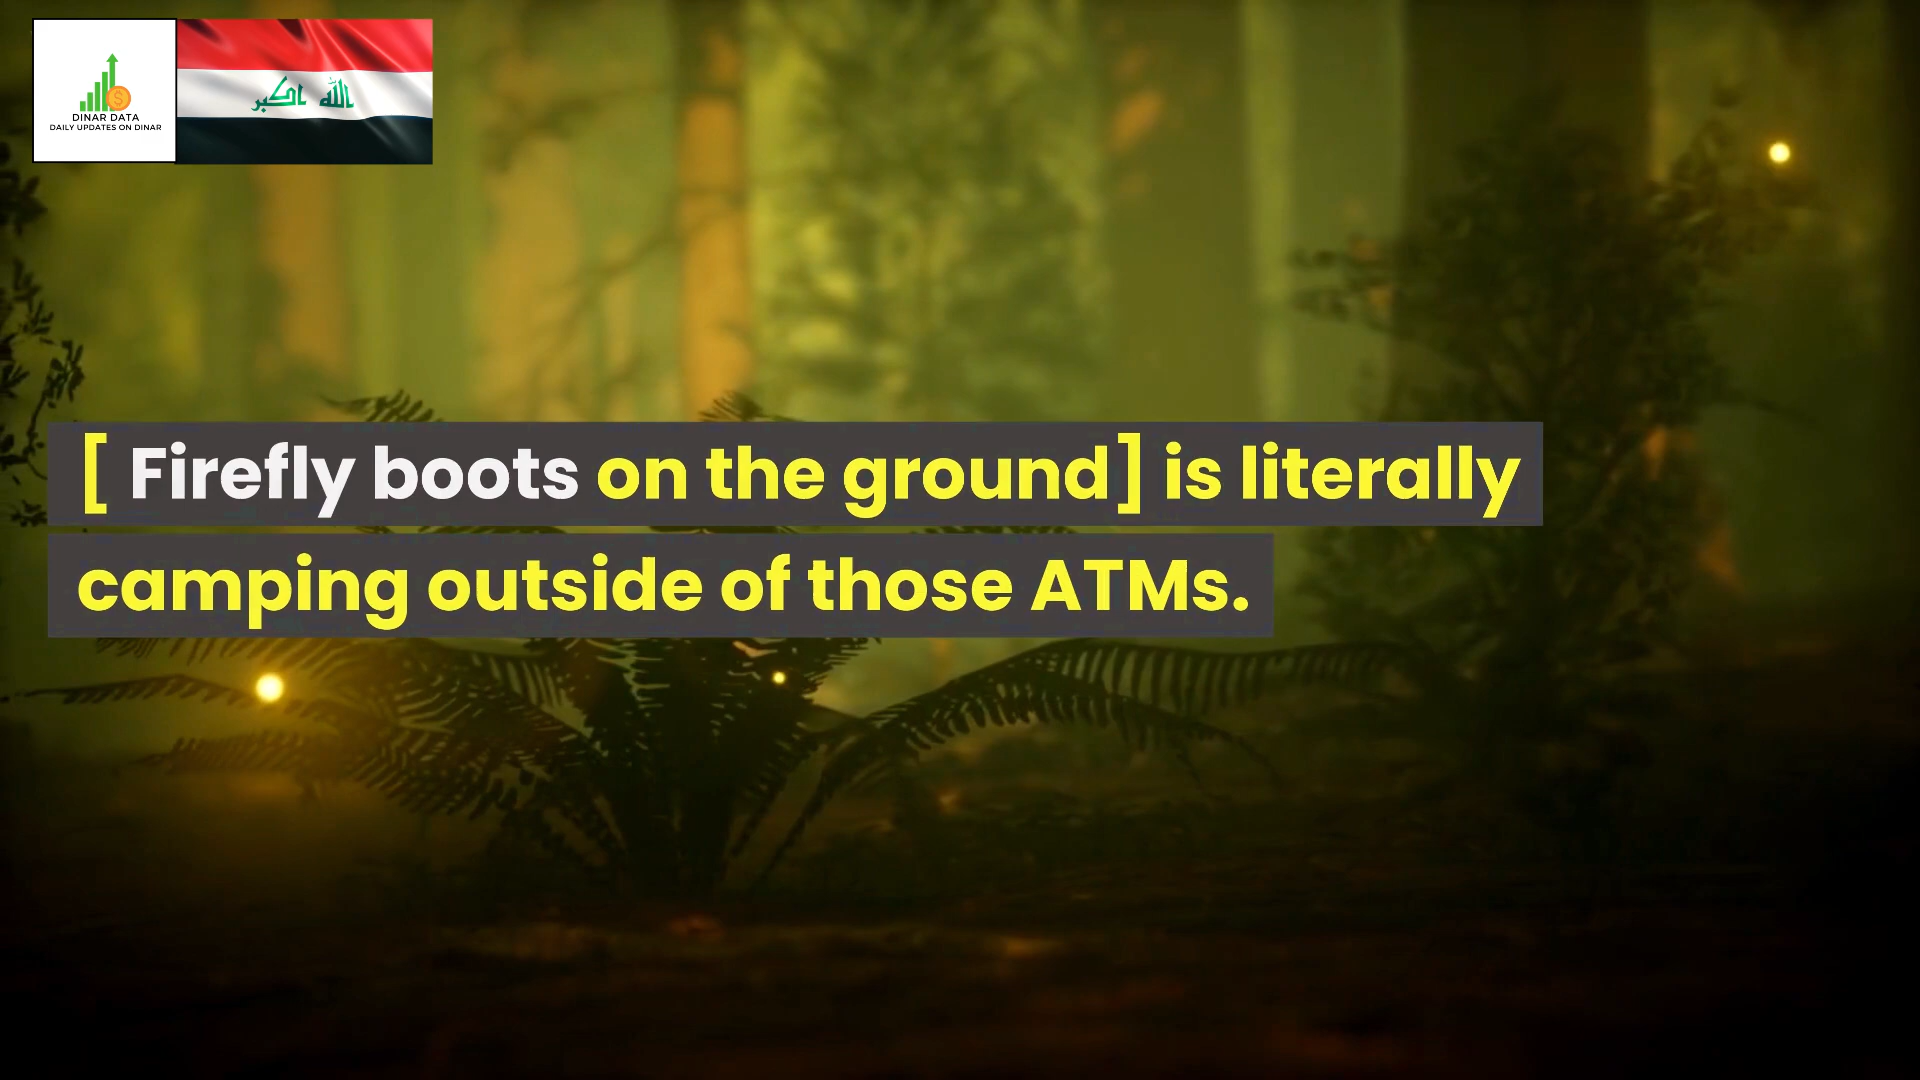 DINAR DATA
DAILY UPDATES ON DINAR
الله اكبر
[ Firefly boots on the ground] is literally
camping outside of those ATMs.